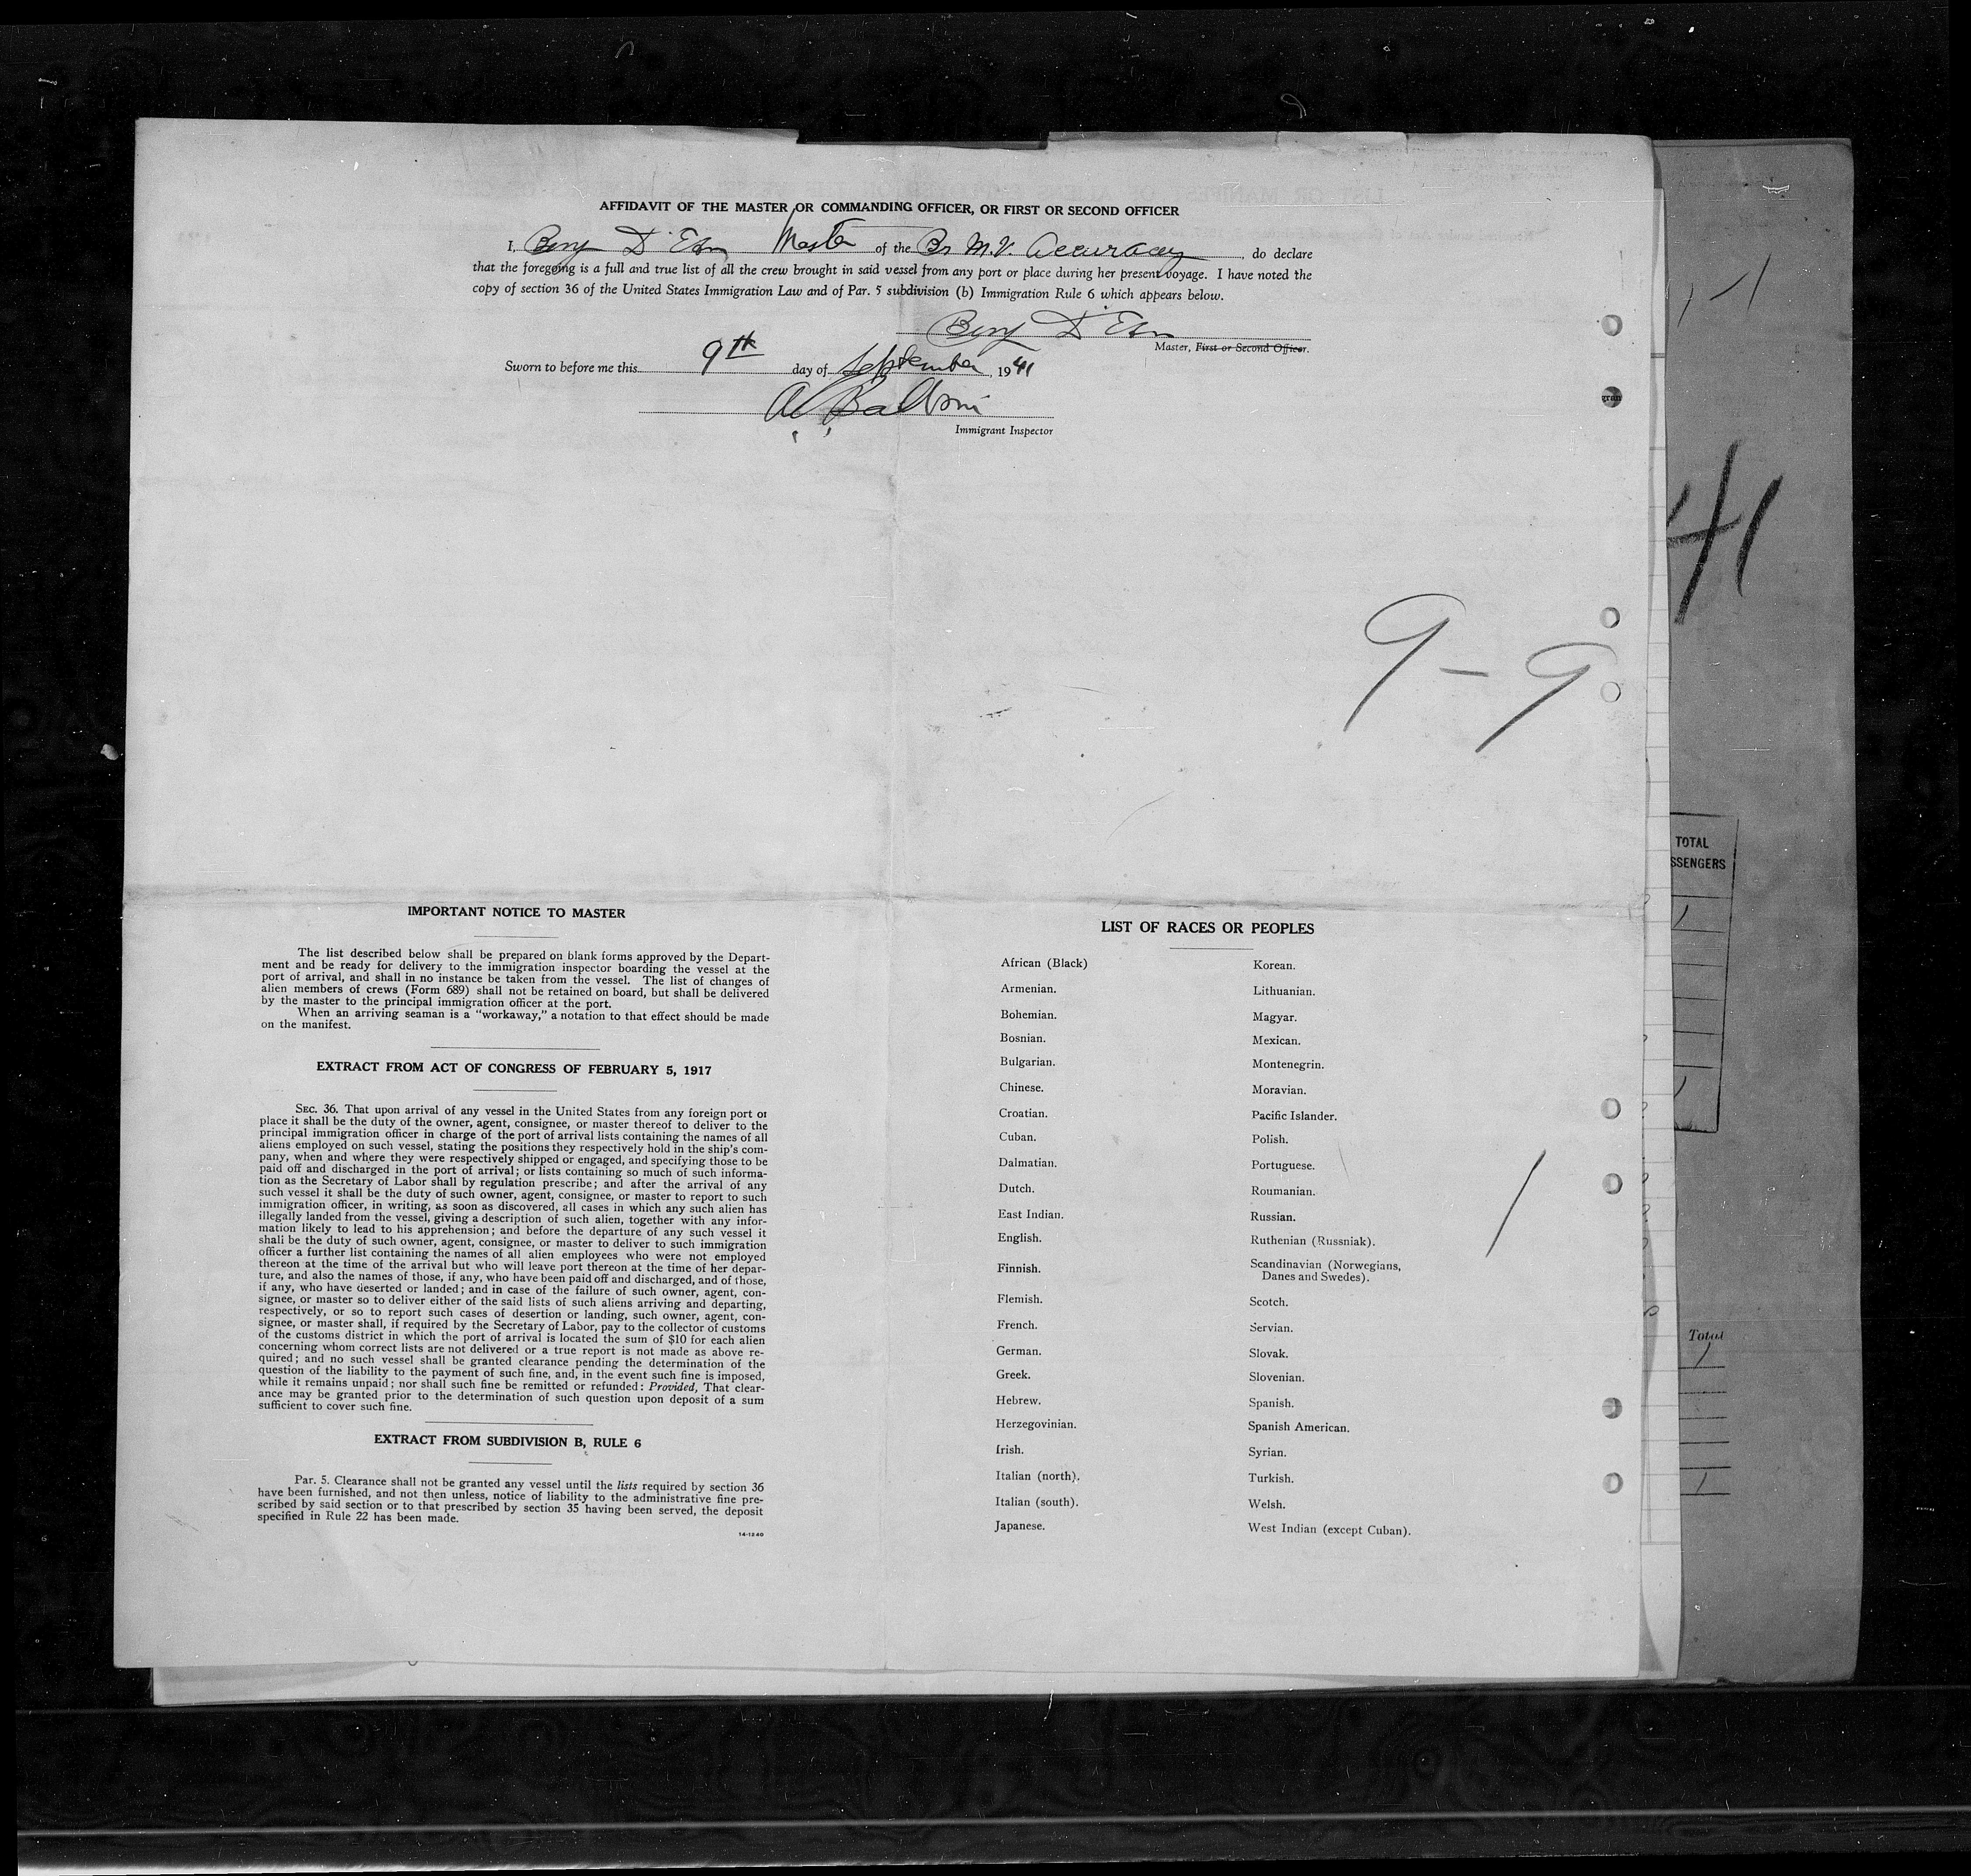 AFFIDAVIT OF THE MASTER OR COMMANDING OFFICER, OR FIRST OR SECOND OFFICER
I, Benj D'Eon Master of the Br M.V. Accuracy, do declare
that the foregoing is a full and true list of all the crew brought in said vessel from any port or place during her present voyage. I have noted the
copy of section 36 of the United States Immigration Law and of Par. 5 subdivision (b) Immigration Rule 6 which appears below.
Benj D'Eon
Master, First or Second Officer.
Sworn to before me this 9th day of September, 1941
Immigrant Inspector
9-9
41
TOTAL
SSENGERS
Total
IMPORTANT NOTICE TO MASTER
The list described below shall be prepared on blank forms approved by the Depart-
ment and be ready for delivery to the immigration inspector boarding the vessel at the
port of arrival, and shall in no instance be taken from the vessel. The list of changes of
alien members of crews (Form 689) shall not be retained on board, but shall be delivered
by the master to the principal immigration officer at the port.
When an arriving seaman is a "workaway," a notation to that effect should be made
on the manifest.
EXTRACT FROM ACT OF CONGRESS OF FEBRUARY 5, 1917
SEC. 36. That upon arrival of any vessel in the United States from any foreign port or
place it shall be the duty of the owner, agent, consignee, or master thereof to deliver to the
principal immigration officer in charge of the port of arrival lists containing the names of all
aliens employed on such vessel, stating the positions they respectively hold in the ship's com-
pany, when and where they were respectively shipped or engaged, and specifying those to be
paid off and discharged in the port of arrival; or lists containing so much of such informa-
tion as the Secretary of Labor shall by regulation prescribe; and after the arrival of any
such vessel it shall be the duty of such owner, agent, consignee, or master to report to such
immigration officer, in writing, as soon as discovered, all cases in which any such alien has
illegally landed from the vessel, giving a description of such alien, together with any infor-
mation likely to lead to his apprehension; and before the departure of any such vessel it
shall be the duty of such owner, agent, consignee, or master to deliver to such immigration
officer a further list containing the names of all alien employees who were not employed
thereon at the time of the arrival but who will leave port thereon at the time of her depar-
ture, and also the names of those, if any, who have been paid off and discharged, and of those,
if any, who have deserted or landed; and in case of the failure of such owner, agent, con-
signee, or master so to deliver either of the said lists of such aliens arriving and departing,
respectively, or so to report such cases of desertion or landing, such owner, agent, con-
signee, or master shall, if required by the Secretary of Labor, pay to the collector of customs
of the customs district in which the port of arrival is located the sum of $10 for each alien
concerning whom correct lists are not delivered or a true report is not made as above re-
quired; and no such vessel shall be granted clearance pending the determination of the
question of the liability to the payment of such fine, and, in the event such fine is imposed,
while it remains unpaid; nor shall such fine be remitted or refunded: Provided, That clear-
ance may be granted prior to the determination of such question upon deposit of a sum
sufficient to cover such fine.
EXTRACT FROM SUBDIVISION B, RULE 6
Par. 5. Clearance shall not be granted any vessel until the lists required by section 36
have been furnished, and not then unless, notice of liability to the administrative fine pre-
scribed by said section or to that prescribed by section 35 having been served, the deposit
specified in Rule 22 has been made.
14-1240
LIST OF RACES OR PEOPLES
African (Black)
Armenian.
Bohemian.
Bosnian.
Bulgarian.
Chinese.
Croatian.
Cuban.
Dalmatian.
Dutch.
East Indian.
English.
Finnish.
Flemish.
French.
German.
Greek.
Hebrew.
Herzegovinian.
Irish.
Italian (north).
Italian (south).
Japanese.
Korean.
Lithuanian.
Magyar.
Mexican.
Montenegrin.
Moravian.
Pacific Islander.
Polish.
Portuguese.
Roumanian.
Russian.
Ruthenian (Russniak).
Scandinavian (Norwegians,
Danes and Swedes).
Scotch.
Servian.
Slovak.
Slovenian.
Spanish.
Spanish American.
Syrian.
Turkish.
Welsh.
West Indian (except Cuban).